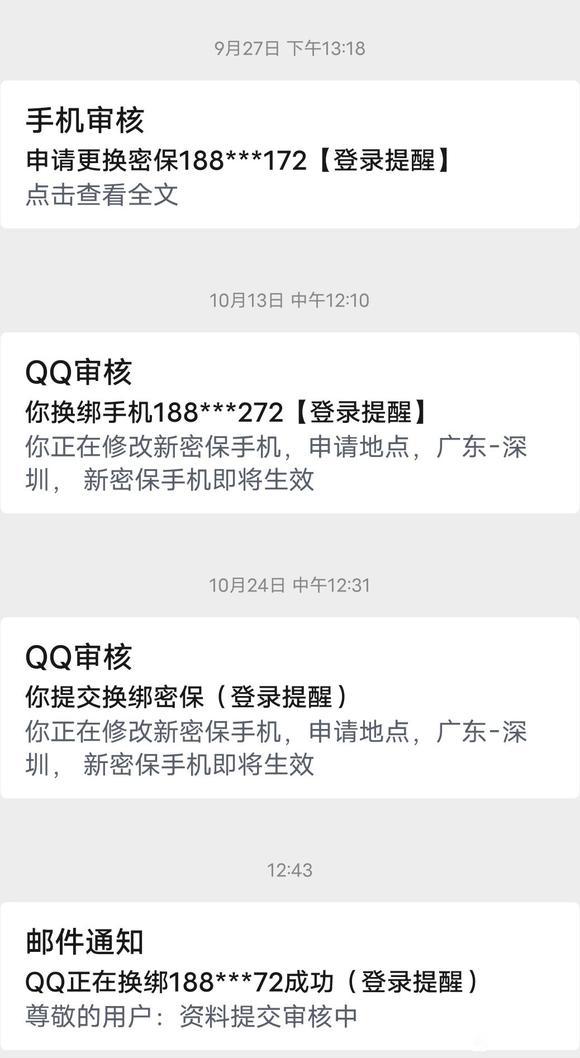 9月27日 下午13:18
手机审核
申请更换密保188***172【登录提醒】
点击查看全文
10月13日 中午12:10
QQ审核
你换绑手机188***272【登录提醒】
你正在修改新密保手机，申请地点，广东-深
圳， 新密保手机即将生效
10月24日 中午12:31
QQ审核
你提交换绑密保（登录提醒）
你正在修改新密保手机，申请地点，广东-深
圳， 新密保手机即将生效
12:43
邮件通知
QQ正在换绑188***72成功（登录提醒）
尊敬的用户：资料提交审核中